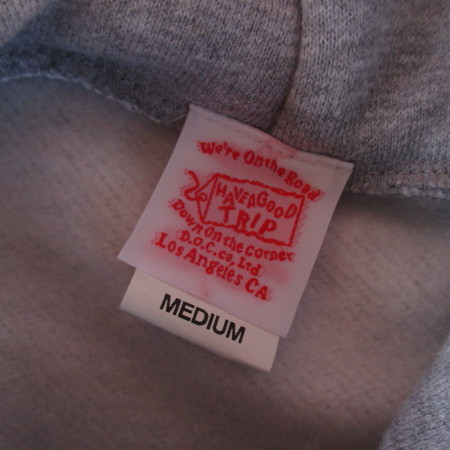 We're On the Road
HAVE A GOOD
TRIP
Down On the Corner
D.O.C.co,Ltd
Los Angeles CA
MEDIUM